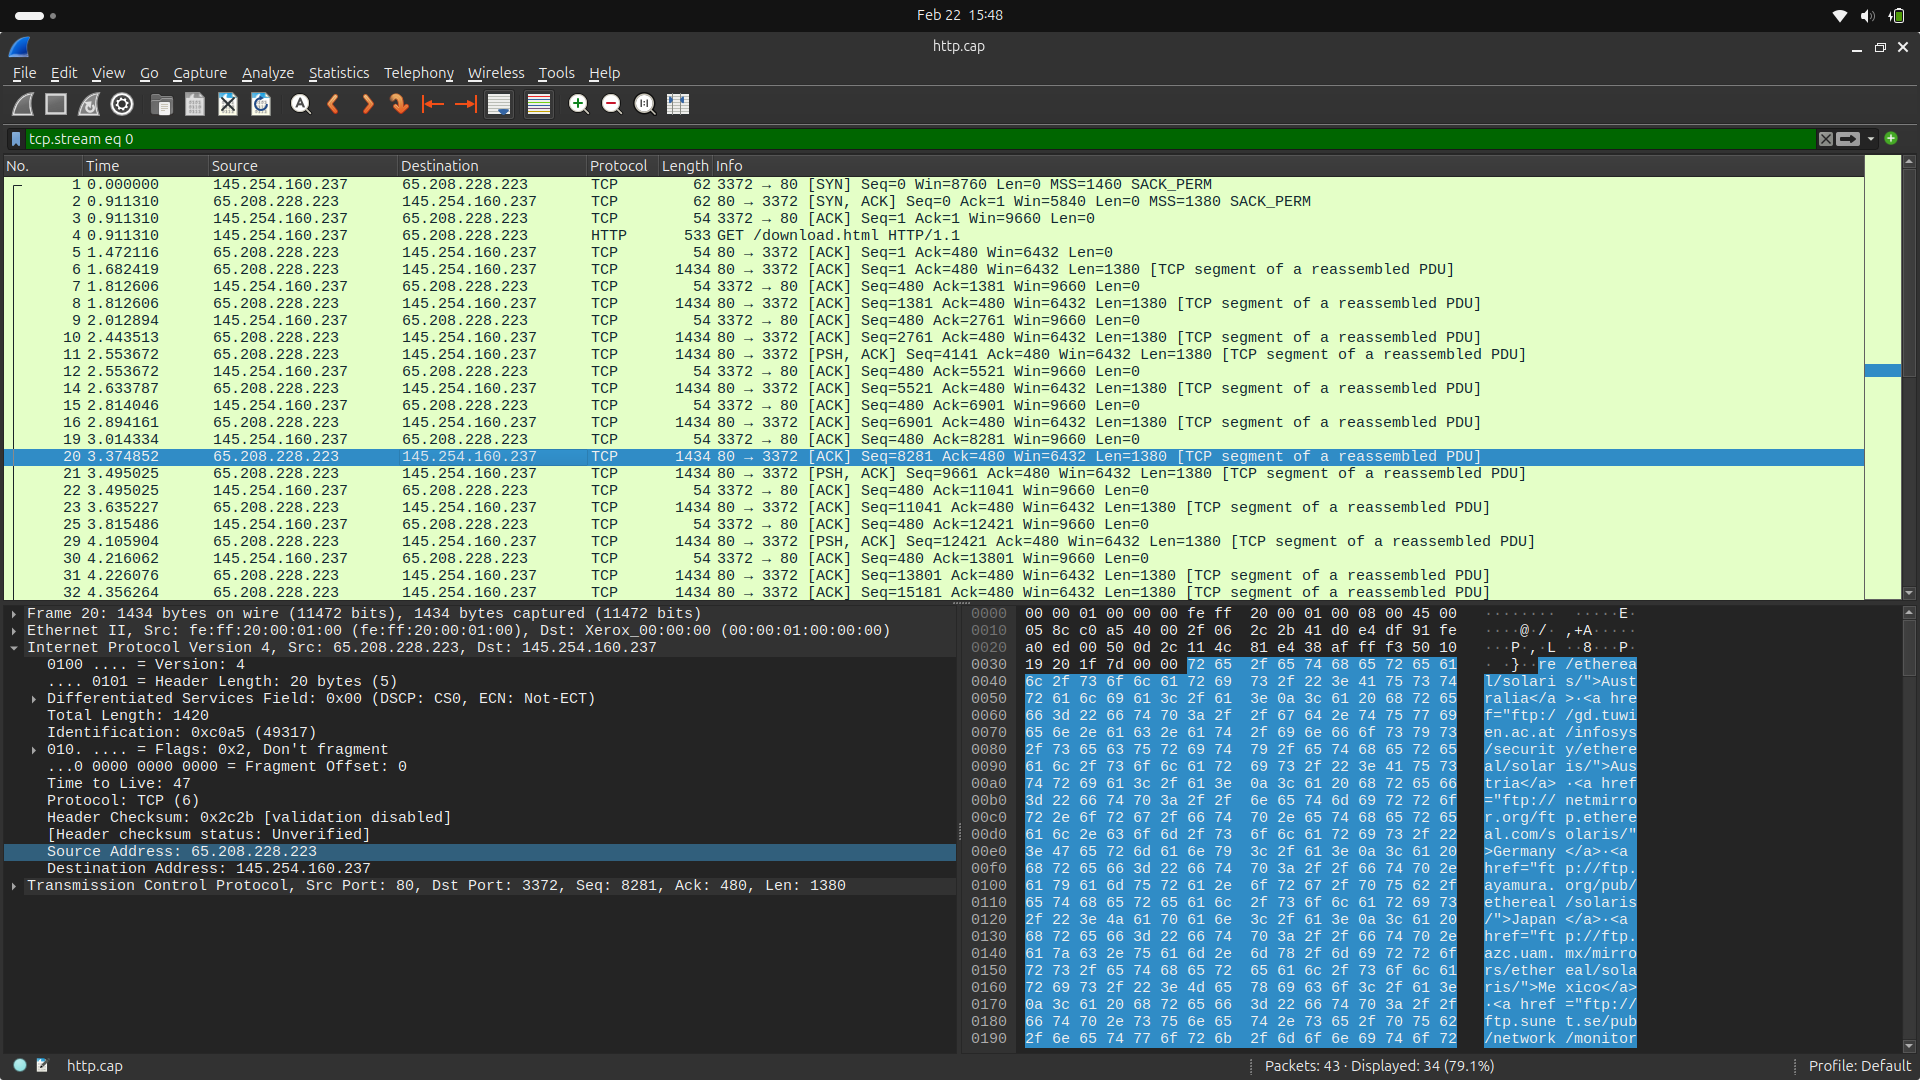 Feb 22 15:48
http.cap
File Edit View Go Capture Analyze Statistics Telephony Wireless Tools Help
tcp.stream eq 0
No. Time Source Destination Protocol Length Info
1 0.000000 145.254.160.237 65.208.228.223 TCP 62 3372 → 80 [SYN] Seq=0 Win=8760 Len=0 MSS=1460 SACK_PERM
2 0.911310 65.208.228.223 145.254.160.237 TCP 62 80 → 3372 [SYN, ACK] Seq=0 Ack=1 Win=5840 Len=0 MSS=1380 SACK_PERM
3 0.911310 145.254.160.237 65.208.228.223 TCP 54 3372 → 80 [ACK] Seq=1 Ack=1 Win=9660 Len=0
4 0.911310 145.254.160.237 65.208.228.223 HTTP 533 GET /download.html HTTP/1.1
5 1.472116 65.208.228.223 145.254.160.237 TCP 54 80 → 3372 [ACK] Seq=1 Ack=480 Win=6432 Len=0
6 1.682419 65.208.228.223 145.254.160.237 TCP 1434 80 → 3372 [ACK] Seq=1 Ack=480 Win=6432 Len=1380 [TCP segment of a reassembled PDU]
7 1.812606 145.254.160.237 65.208.228.223 TCP 54 3372 → 80 [ACK] Seq=480 Ack=1381 Win=9660 Len=0
8 1.812606 65.208.228.223 145.254.160.237 TCP 1434 80 → 3372 [ACK] Seq=1381 Ack=480 Win=6432 Len=1380 [TCP segment of a reassembled PDU]
9 2.012894 145.254.160.237 65.208.228.223 TCP 54 3372 → 80 [ACK] Seq=480 Ack=2761 Win=9660 Len=0
10 2.443513 65.208.228.223 145.254.160.237 TCP 1434 80 → 3372 [ACK] Seq=2761 Ack=480 Win=6432 Len=1380 [TCP segment of a reassembled PDU]
11 2.553672 65.208.228.223 145.254.160.237 TCP 1434 80 → 3372 [PSH, ACK] Seq=4141 Ack=480 Win=6432 Len=1380 [TCP segment of a reassembled PDU]
12 2.553672 145.254.160.237 65.208.228.223 TCP 54 3372 → 80 [ACK] Seq=480 Ack=5521 Win=9660 Len=0
14 2.633787 65.208.228.223 145.254.160.237 TCP 1434 80 → 3372 [ACK] Seq=5521 Ack=480 Win=6432 Len=1380 [TCP segment of a reassembled PDU]
15 2.814046 145.254.160.237 65.208.228.223 TCP 54 3372 → 80 [ACK] Seq=480 Ack=6901 Win=9660 Len=0
16 2.894161 65.208.228.223 145.254.160.237 TCP 1434 80 → 3372 [ACK] Seq=6901 Ack=480 Win=6432 Len=1380 [TCP segment of a reassembled PDU]
19 3.014334 145.254.160.237 65.208.228.223 TCP 54 3372 → 80 [ACK] Seq=480 Ack=8281 Win=9660 Len=0
20 3.374852 65.208.228.223 145.254.160.237 TCP 1434 80 → 3372 [ACK] Seq=8281 Ack=480 Win=6432 Len=1380 [TCP segment of a reassembled PDU]
21 3.495025 65.208.228.223 145.254.160.237 TCP 1434 80 → 3372 [PSH, ACK] Seq=9661 Ack=480 Win=6432 Len=1380 [TCP segment of a reassembled PDU]
22 3.495025 145.254.160.237 65.208.228.223 TCP 54 3372 → 80 [ACK] Seq=480 Ack=11041 Win=9660 Len=0
23 3.635227 65.208.228.223 145.254.160.237 TCP 1434 80 → 3372 [ACK] Seq=11041 Ack=480 Win=6432 Len=1380 [TCP segment of a reassembled PDU]
25 3.815486 145.254.160.237 65.208.228.223 TCP 54 3372 → 80 [ACK] Seq=480 Ack=12421 Win=9660 Len=0
29 4.105904 65.208.228.223 145.254.160.237 TCP 1434 80 → 3372 [PSH, ACK] Seq=12421 Ack=480 Win=6432 Len=1380 [TCP segment of a reassembled PDU]
30 4.216062 145.254.160.237 65.208.228.223 TCP 54 3372 → 80 [ACK] Seq=480 Ack=13801 Win=9660 Len=0
31 4.226076 65.208.228.223 145.254.160.237 TCP 1434 80 → 3372 [ACK] Seq=13801 Ack=480 Win=6432 Len=1380 [TCP segment of a reassembled PDU]
32 4.356264 65.208.228.223 145.254.160.237 TCP 1434 80 → 3372 [ACK] Seq=15181 Ack=480 Win=6432 Len=1380 [TCP segment of a reassembled PDU]
Frame 20: 1434 bytes on wire (11472 bits), 1434 bytes captured (11472 bits)
Ethernet II, Src: fe:ff:20:00:01:00 (fe:ff:20:00:01:00), Dst: Xerox_00:00:00 (00:00:01:00:00:00)
Internet Protocol Version 4, Src: 65.208.228.223, Dst: 145.254.160.237
0100 .... = Version: 4
.... 0101 = Header Length: 20 bytes (5)
Differentiated Services Field: 0x00 (DSCP: CS0, ECN: Not-ECT)
Total Length: 1420
Identification: 0xc0a5 (49317)
010. .... = Flags: 0x2, Don't fragment
...0 0000 0000 0000 = Fragment Offset: 0
Time to Live: 47
Protocol: TCP (6)
Header Checksum: 0x2c2b [validation disabled]
[Header checksum status: Unverified]
Source Address: 65.208.228.223
Destination Address: 145.254.160.237
Transmission Control Protocol, Src Port: 80, Dst Port: 3372, Seq: 8281, Ack: 480, Len: 1380
0000 00 00 01 00 00 00 fe ff 20 00 01 00 08 00 45 00 ········ ·····E·
0010 05 8c c0 a5 40 00 2f 06 2c 2b 41 d0 e4 df 91 fe ····@·/· ,+A·····
0020 a0 ed 00 50 0d 2c 11 4c 81 e4 38 af ff f3 50 10 ···P·,·L ··8···P·
0030 19 20 1f 7d 00 00 72 65 2f 65 74 68 65 72 65 61 · ·}··re /etherea
0040 6c 2f 73 6f 6c 61 72 69 73 2f 22 3e 41 75 73 74 l/solaris/">Aust
0050 72 61 6c 69 61 3c 2f 61 3e 0a 3c 61 20 68 72 65 ralia</a >·<a hre
0060 66 3d 22 66 74 70 3a 2f 2f 67 64 2e 74 75 77 69 f="ftp:/ /gd.tuwi
0070 65 6e 2e 61 63 2e 61 74 2f 69 6e 66 6f 73 79 73 en.ac.at /infosys
0080 2f 73 65 63 75 72 69 74 79 2f 65 74 68 65 72 65 /securit y/ethere
0090 61 6c 2f 73 6f 6c 61 72 69 73 2f 22 3e 41 75 73 al/solar is/">Aus
00a0 74 72 69 61 3c 2f 61 3e 0a 3c 61 20 68 72 65 66 tria</a> ·<a href
00b0 3d 22 66 74 70 3a 2f 2f 6e 65 74 6d 69 72 72 6f ="ftp:// netmirro
00c0 72 2e 6f 72 67 2f 66 74 70 2e 65 74 68 65 72 65 r.org/ft p.ethere
00d0 61 6c 2e 63 6f 6d 2f 73 6f 6c 61 72 69 73 2f 22 al.com/s olaris/"
00e0 3e 47 65 72 6d 61 6e 79 3c 2f 61 3e 0a 3c 61 20 >Germany </a>·<a
00f0 68 72 65 66 3d 22 66 74 70 3a 2f 2f 66 74 70 2e href="ft p://ftp.
0100 61 79 61 6d 75 72 61 2e 6f 72 67 2f 70 75 62 2f ayamura. org/pub/
0110 65 74 68 65 72 65 61 6c 2f 73 6f 6c 61 72 69 73 ethereal /solaris
0120 2f 22 3e 4a 61 70 61 6e 3c 2f 61 3e 0a 3c 61 20 /">Japan </a>·<a
0130 68 72 65 66 3d 22 66 74 70 3a 2f 2f 66 74 70 2e href="ft p://ftp.
0140 61 7a 63 2e 75 61 6d 2e 6d 78 2f 6d 69 72 72 6f azc.uam. mx/mirro
0150 72 73 2f 65 74 68 65 72 65 61 6c 2f 73 6f 6c 61 rs/ether eal/sola
0160 72 69 73 2f 22 3e 4d 65 78 69 63 6f 3c 2f 61 3e ris/">Me xico</a>
0170 0a 3c 61 20 68 72 65 66 3d 22 66 74 70 3a 2f 2f ·<a href ="ftp://
0180 66 74 70 2e 73 75 6e 65 74 2e 73 65 2f 70 75 62 ftp.sune t.se/pub
0190 2f 6e 65 74 77 6f 72 6b 2f 6d 6f 6e 69 74 6f 72 /network /monitor
http.cap Packets: 43 · Displayed: 34 (79.1%) Profile: Default